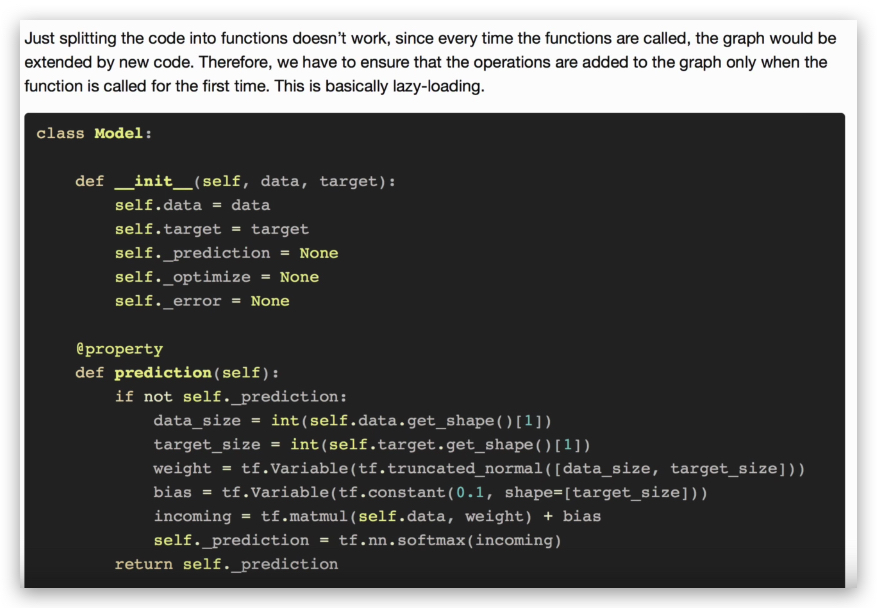 Just splitting the code into functions doesn’t work, since every time the functions are called, the graph would be
extended by new code. Therefore, we have to ensure that the operations are added to the graph only when the
function is called for the first time. This is basically lazy-loading.
class Model:
    def __init__(self, data, target):
        self.data = data
        self.target = target
        self._prediction = None
        self._optimize = None
        self._error = None
    @property
    def prediction(self):
        if not self._prediction:
            data_size = int(self.data.get_shape()[1])
            target_size = int(self.target.get_shape()[1])
            weight = tf.Variable(tf.truncated_normal([data_size, target_size]))
            bias = tf.Variable(tf.constant(0.1, shape=[target_size]))
            incoming = tf.matmul(self.data, weight) + bias
            self._prediction = tf.nn.softmax(incoming)
        return self._prediction